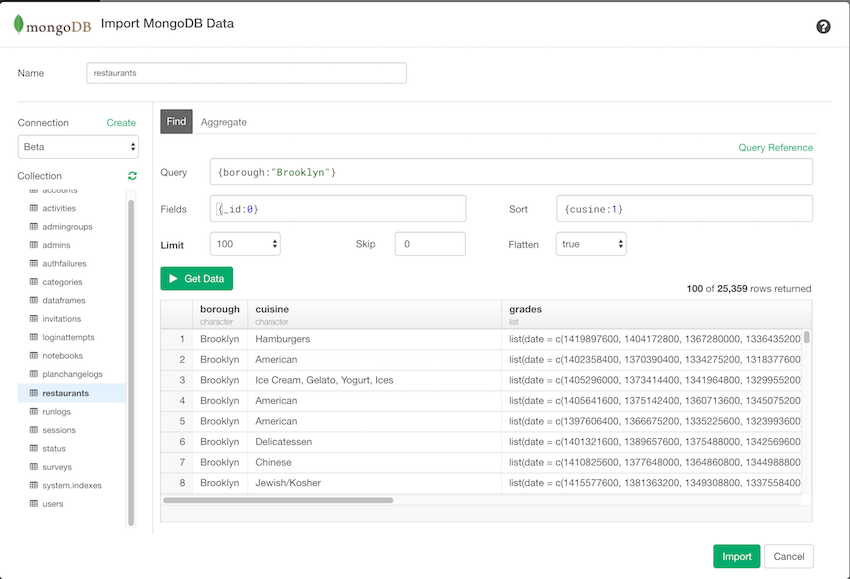 mongoDB Import MongoDB Data
?
Name restaurants
Connection Create
Beta
Collection
accounts
activities
admingroups
admins
authfailures
categories
dataframes
invitations
loginattempts
notebooks
planchangelogs
restaurants
runlogs
sessions
status
surveys
system.indexes
users
Find Aggregate
Query Reference
Query {borough:"Brooklyn"}
Fields {_id:0} Sort {cusine:1}
Limit 100 Skip 0 Flatten true
Get Data
100 of 25,359 rows returned
borough cuisine grades
character character list
1 Brooklyn Hamburgers list(date = c(1419897600, 1404172800, 1367280000, 1336435200
2 Brooklyn American list(date = c(1402358400, 1370390400, 1334275200, 1318377600
3 Brooklyn Ice Cream, Gelato, Yogurt, Ices list(date = c(1405296000, 1373414400, 1341964800, 1329955200
4 Brooklyn American list(date = c(1405641600, 1375142400, 1360713600, 1345075200
5 Brooklyn American list(date = c(1397606400, 1366675200, 1335225600, 1323993600
6 Brooklyn Delicatessen list(date = c(1401321600, 1389657600, 1375488000, 1342569600
7 Brooklyn Chinese list(date = c(1410825600, 1377648000, 1364860800, 1344988800
8 Brooklyn Jewish/Kosher list(date = c(1415577600, 1381363200, 1349308800, 1337558400
Import Cancel